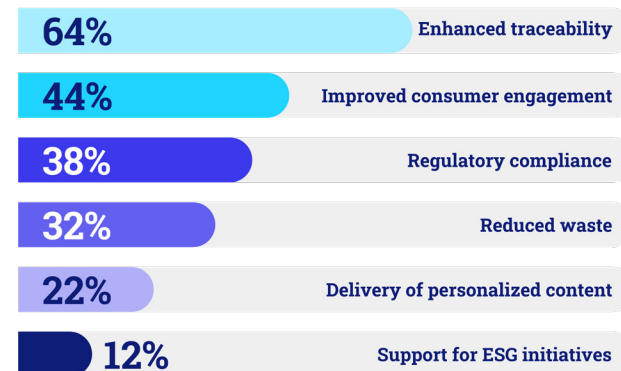 64% Enhanced traceability
44% Improved consumer engagement
38% Regulatory compliance
32% Reduced waste
22% Delivery of personalized content
12% Support for ESG initiatives